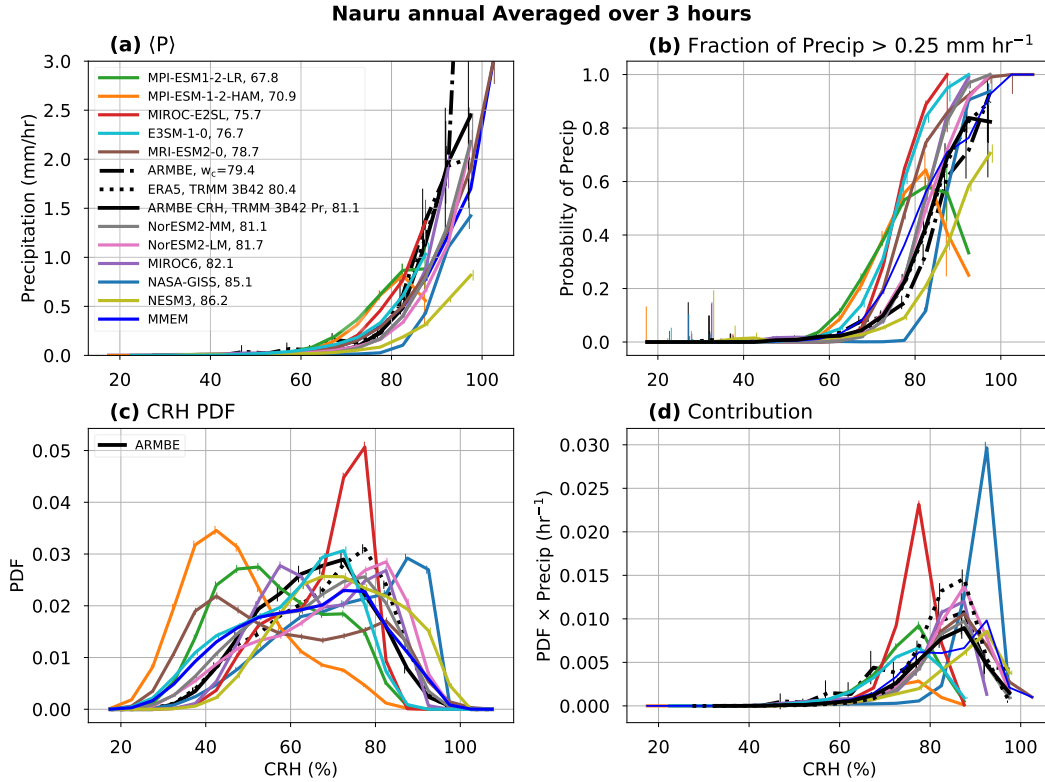 Nauru annual Averaged over 3 hours
(a) ⟨P⟩
Precipitation (mm/hr)
3.0
2.5
2.0
1.5
1.0
0.5
0.0
MPI-ESM1-2-LR, 67.8
MPI-ESM-1-2-HAM, 70.9
MIROC-E2SL, 75.7
E3SM-1-0, 76.7
MRI-ESM2-0, 78.7
ARMBE, w_c=79.4
ERA5, TRMM 3B42 80.4
ARMBE CRH, TRMM 3B42 Pr, 81.1
NorESM2-MM, 81.1
NorESM2-LM, 81.7
MIROC6, 82.1
NASA-GISS, 85.1
NESM3, 86.2
MMEM
20 40 60 80 100
(b) Fraction of Precip > 0.25 mm hr⁻¹
Probability of Precip
1.0
0.8
0.6
0.4
0.2
0.0
20 40 60 80 100
(c) CRH PDF
PDF
0.05
0.04
0.03
0.02
0.01
0.00
ARMBE
20 40 60 80 100
CRH (%)
(d) Contribution
PDF × Precip (hr⁻¹)
0.030
0.025
0.020
0.015
0.010
0.005
0.000
20 40 60 80 100
CRH (%)